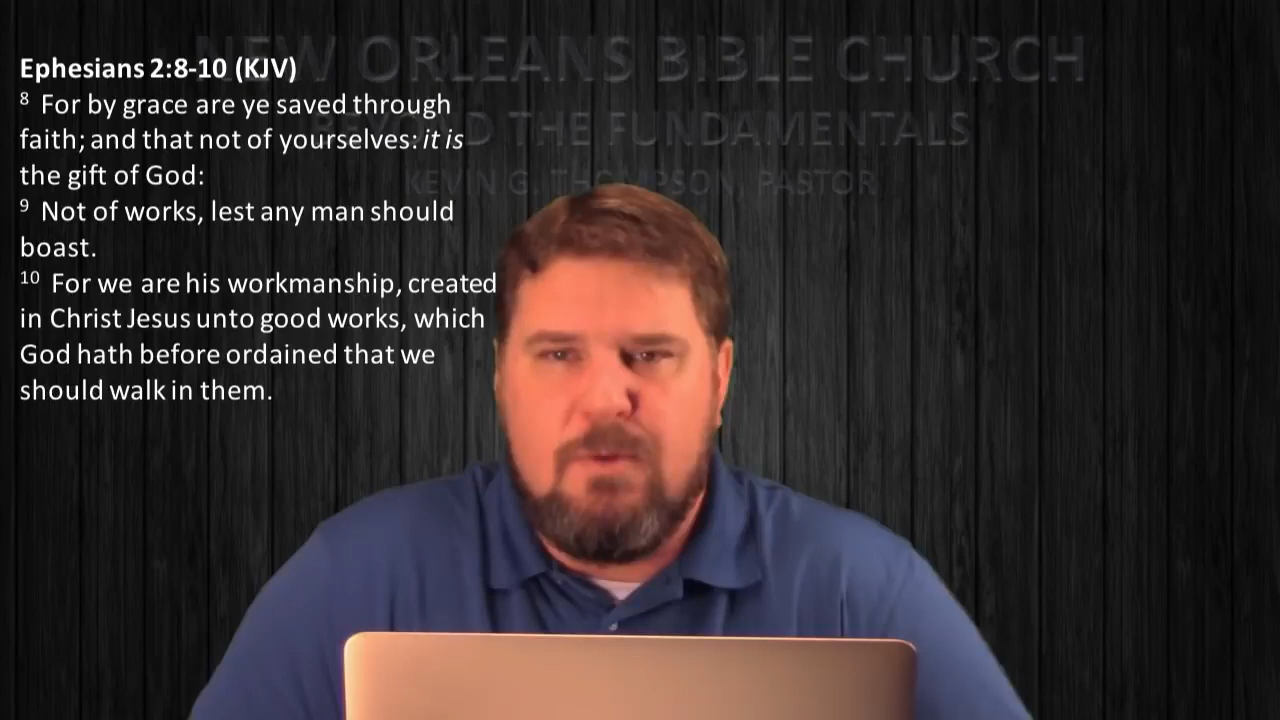 NEW ORLEANS BIBLE CHURCH
BEYOND THE FUNDAMENTALS
KEVIN G. THOMPSON, PASTOR
Ephesians 2:8-10 (KJV)
8 For by grace are ye saved through
faith; and that not of yourselves: it is
the gift of God:
9 Not of works, lest any man should
boast.
10 For we are his workmanship, created
in Christ Jesus unto good works, which
God hath before ordained that we
should walk in them.